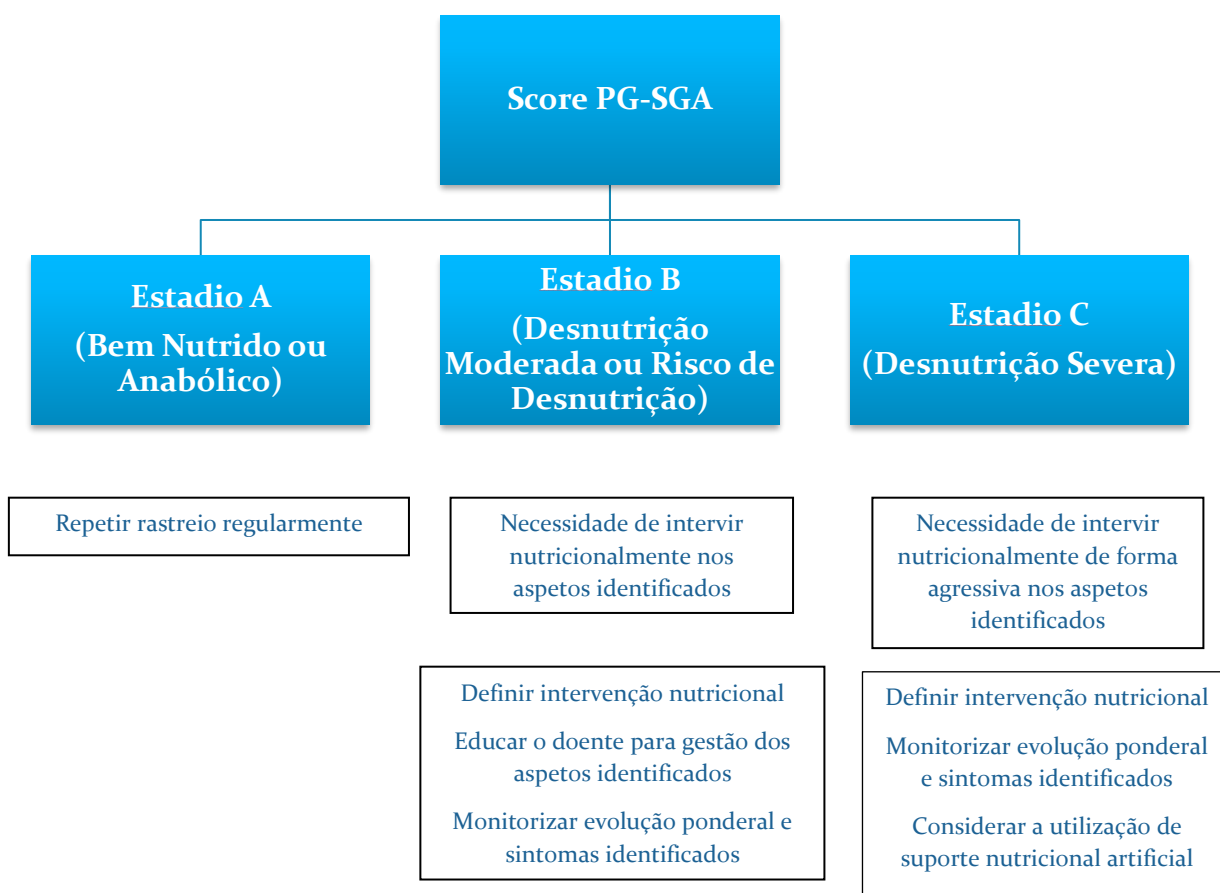 Score PG-SGA
Estadio A
(Bem Nutrido ou
Anabólico)
Estadio B
(Desnutrição
Moderada ou Risco de
Desnutrição)
Estadio C
(Desnutrição Severa)
Repetir rastreio regularmente
Necessidade de intervir
nutricionalmente nos
aspetos identificados
Necessidade de intervir
nutricionalmente de forma
agressiva nos aspetos
identificados
Definir intervenção nutricional
Educar o doente para gestão dos
aspetos identificados
Monitorizar evolução ponderal e
sintomas identificados
Definir intervenção nutricional
Monitorizar evolução ponderal
e sintomas identificados
Considerar a utilização de
suporte nutricional artificial